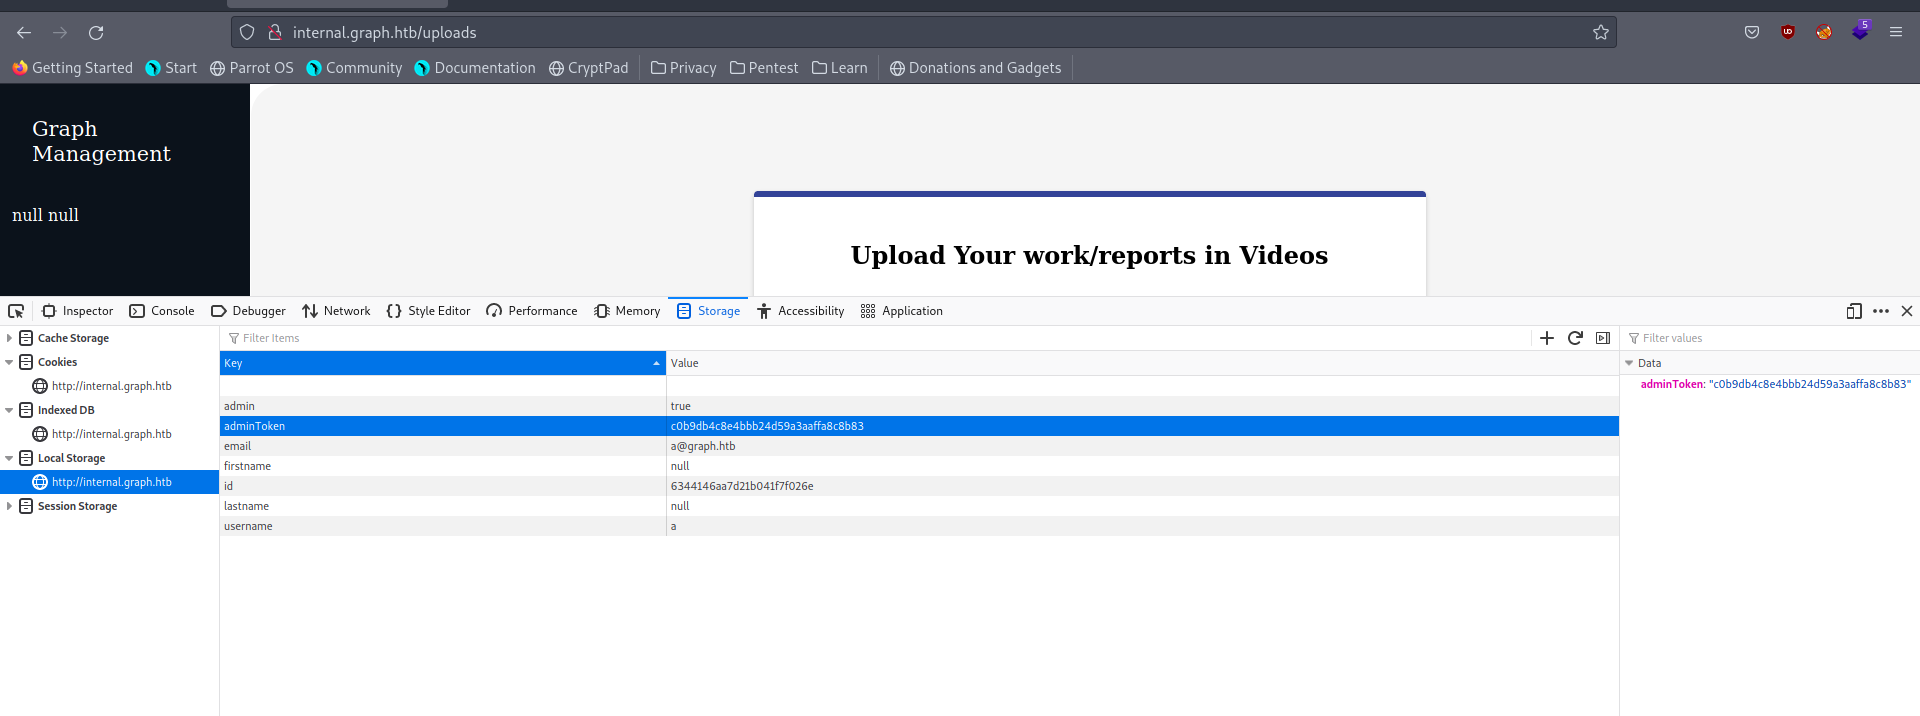 internal.graph.htb/uploads
5
Getting Started Start Parrot OS Community Documentation CryptPad Privacy Pentest Learn Donations and Gadgets
Graph
Management
null null
Upload Your work/reports in Videos
Inspector Console Debugger Network Style Editor Performance Memory Storage Accessibility Application
Cache Storage
Cookies
http://internal.graph.htb
Indexed DB
http://internal.graph.htb
Local Storage
http://internal.graph.htb
Session Storage
Filter Items
Key Value
admin true
adminToken c0b9db4c8e4bbb24d59a3aaffa8c8b83
email a@graph.htb
firstname null
id 6344146aa7d21b041f7f026e
lastname null
username a
Filter values
Data
adminToken: "c0b9db4c8e4bbb24d59a3aaffa8c8b83"